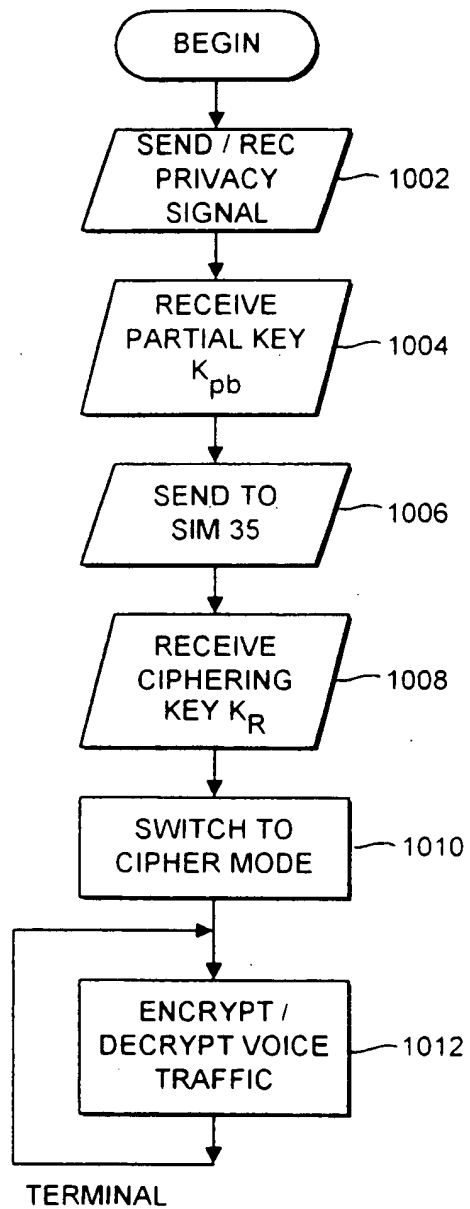 BEGIN
SEND / REC
PRIVACY
SIGNAL
1002
RECEIVE
PARTIAL KEY
Kpb
1004
SEND TO
SIM 35
1006
RECEIVE
CIPHERING
KEY KR
1008
SWITCH TO
CIPHER MODE
1010
ENCRYPT /
DECRYPT VOICE
TRAFFIC
1012
TERMINAL